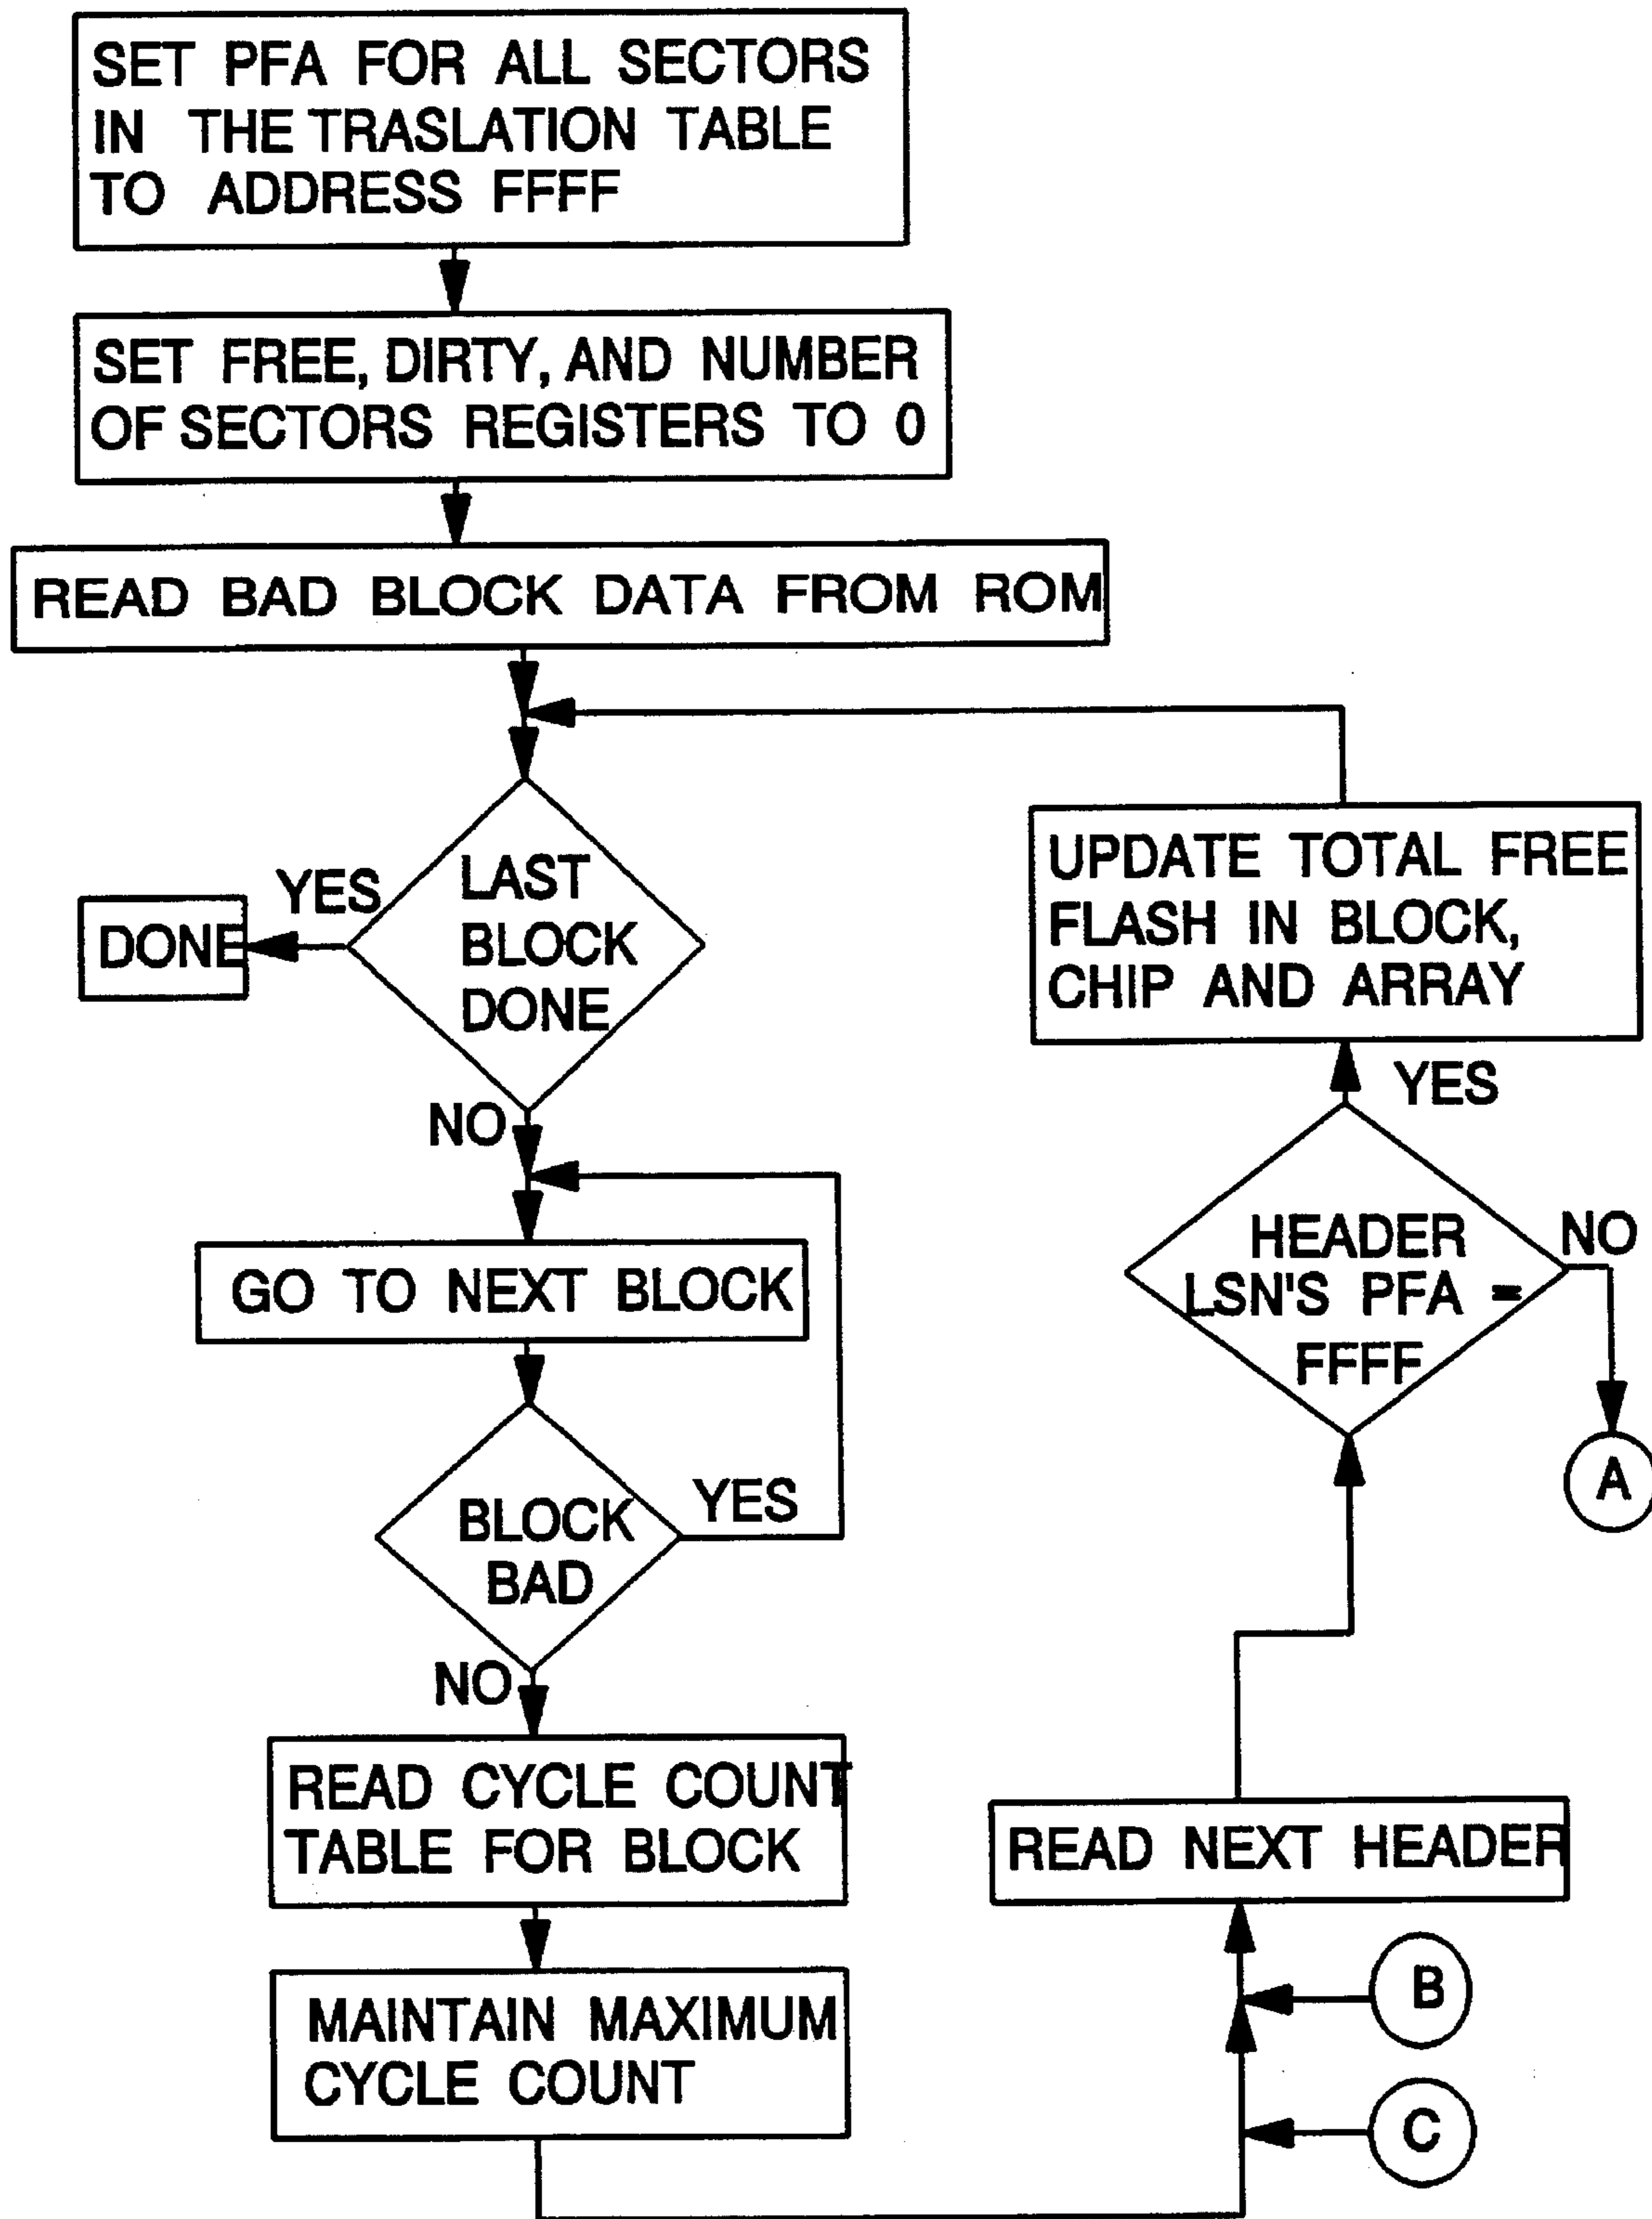 SET PFA FOR ALL SECTORS
IN THE TRASLATION TABLE
TO ADDRESS FFFF
SET FREE, DIRTY, AND NUMBER
OF SECTORS REGISTERS TO 0
READ BAD BLOCK DATA FROM ROM
LAST
BLOCK
DONE
YES
DONE
NO
GO TO NEXT BLOCK
BLOCK
BAD
YES
NO
READ CYCLE COUNT
TABLE FOR BLOCK
MAINTAIN MAXIMUM
CYCLE COUNT
UPDATE TOTAL FREE
FLASH IN BLOCK,
CHIP AND ARRAY
YES
HEADER
LSN'S PFA =
FFFF
NO
A
READ NEXT HEADER
B
C